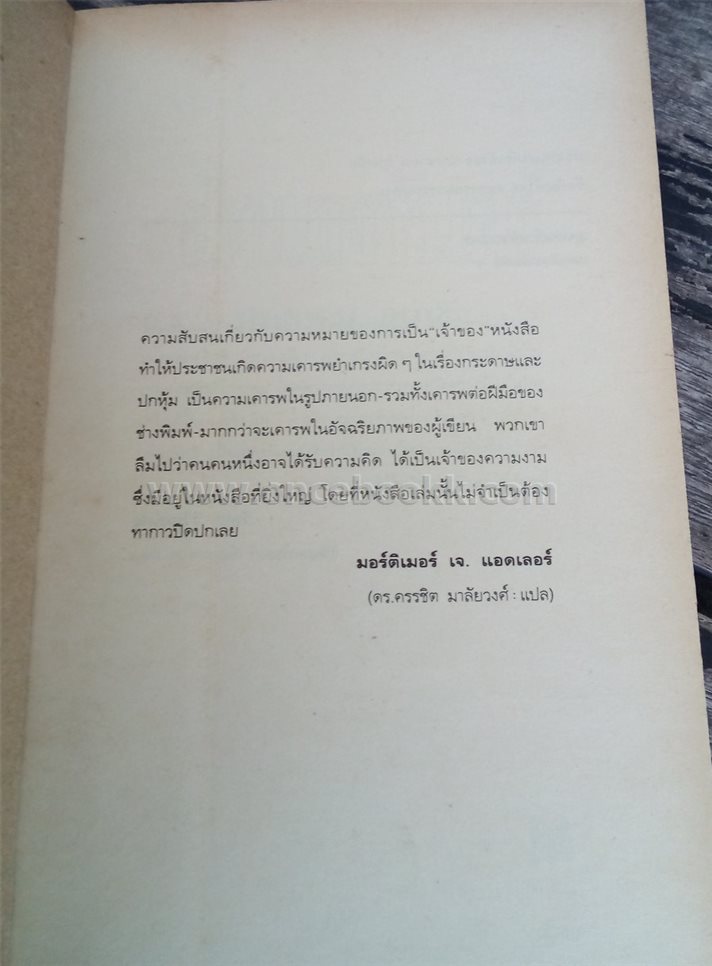 ความสับสนเกี่ยวกับความหมายของการเป็น"เจ้าของ"หนังสือ
ทำให้ประชาชนเกิดความเคารพยำเกรงผิด ๆ ในเรื่องกระดาษและ
ปกหุ้ม เป็นความเคารพในรูปภายนอก-รวมทั้งเคารพต่อฝีมือของ
ช่างพิมพ์-มากกว่าจะเคารพในอัจฉริยภาพของผู้เขียน พวกเขา
ลืมไปว่าคนคนหนึ่งอาจได้รับความคิด ได้เป็นเจ้าของความงาม
ซึ่งมีอยู่ในหนังสือที่ยิ่งใหญ่ โดยที่หนังสือเล่มนั้นไม่จำเป็นต้อง
ทากาวปิดปกเลย
มอร์ติเมอร์ เจ. แอดเลอร์
(ดร.ครรชิต มาลัยวงศ์ : แปล)